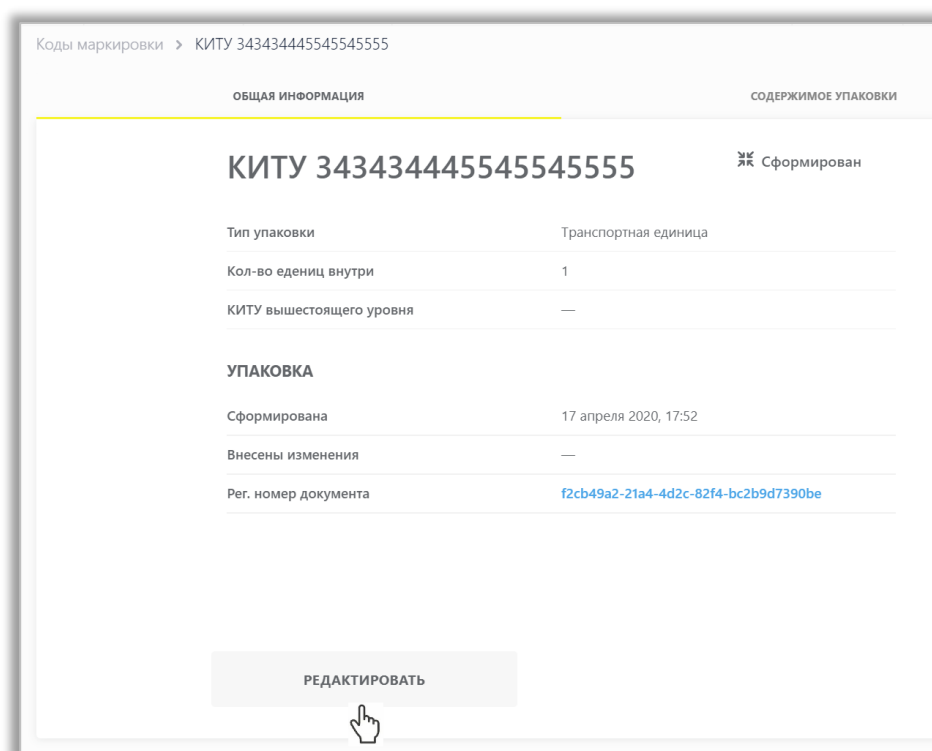 Коды маркировки > КИТУ 343434445545545555
ОБЩАЯ ИНФОРМАЦИЯ СОДЕРЖИМОЕ УПАКОВКИ
КИТУ 343434445545545555 Сформирован
Тип упаковки Транспортная единица
Кол-во едениц внутри 1
КИТУ вышестоящего уровня —
УПАКОВКА
Сформирована 17 апреля 2020, 17:52
Внесены изменения —
Рег. номер документа f2cb49a2-21a4-4d2c-82f4-bc2b9d7390be
РЕДАКТИРОВАТЬ